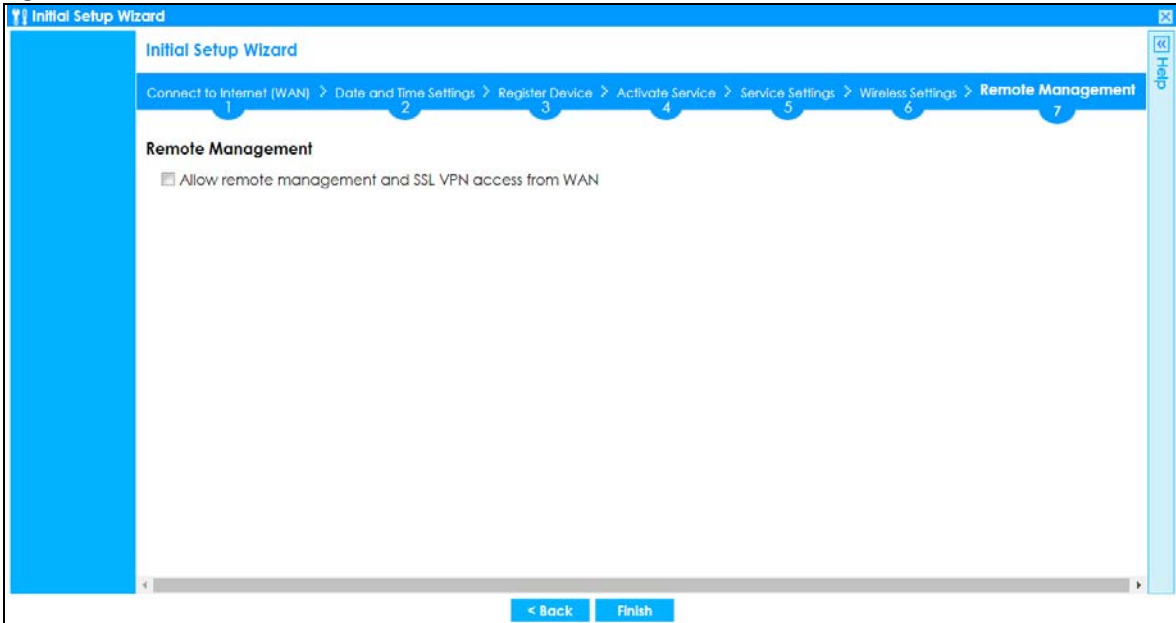 Initial Setup Wizard
Help
Initial Setup Wizard
Connect to Internet (WAN) > Date and Time Settings > Register Device > Activate Service > Service Settings > Wireless Settings > Remote Management
1 2 3 4 5 6 7
Remote Management
Allow remote management and SSL VPN access from WAN
< Back Finish